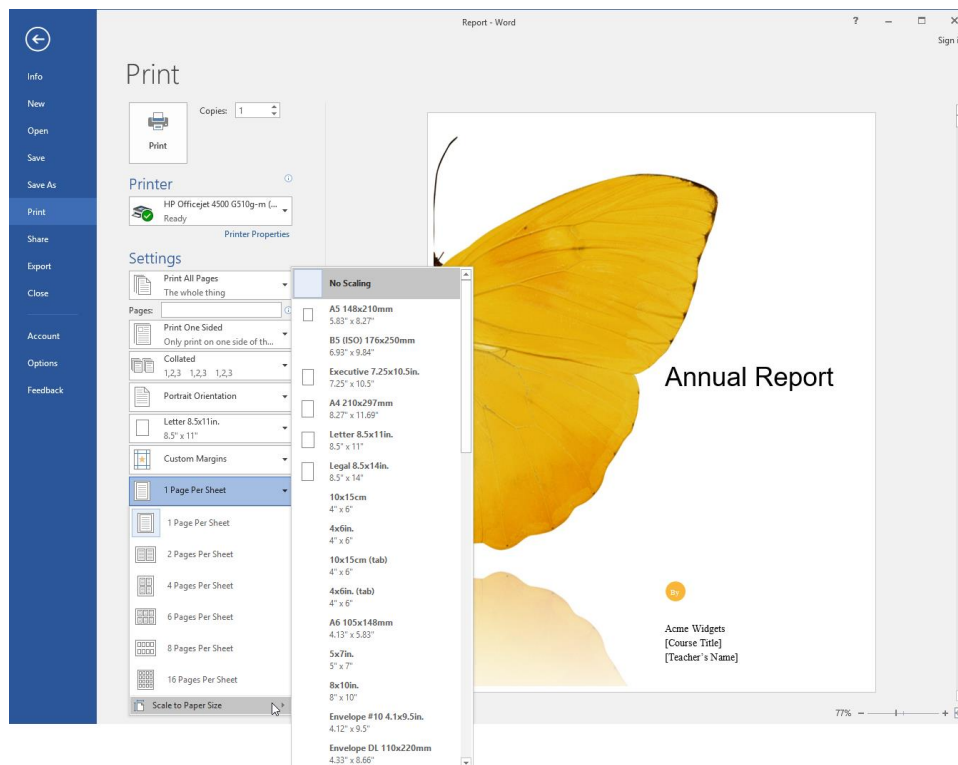 Report - Word
?
Sign i
Info
New
Open
Save
Save As
Print
Share
Export
Close
Account
Options
Feedback
Print
Copies: 1
Print
Printer
HP Officejet 4500 G510g-m (...
Ready
Printer Properties
Settings
Print All Pages
The whole thing
Pages:
Print One Sided
Only print on one side of th...
Collated
1,2,3 1,2,3 1,2,3
Portrait Orientation
Letter 8.5x11in.
8.5" x 11"
Custom Margins
1 Page Per Sheet
1 Page Per Sheet
2 Pages Per Sheet
4 Pages Per Sheet
6 Pages Per Sheet
8 Pages Per Sheet
16 Pages Per Sheet
Scale to Paper Size
No Scaling
A5 148x210mm
5.83" x 8.27"
B5 (ISO) 176x250mm
6.93" x 9.84"
Executive 7.25x10.5in.
7.25" x 10.5"
A4 210x297mm
8.27" x 11.69"
Letter 8.5x11in.
8.5" x 11"
Legal 8.5x14in.
8.5" x 14"
10x15cm
4" x 6"
4x6in.
4" x 6"
10x15cm (tab)
4" x 6"
4x6in. (tab)
4" x 6"
A6 105x148mm
4.13" x 5.83"
5x7in.
5" x 7"
8x10in.
8" x 10"
Envelope #10 4.1x9.5in.
4.12" x 9.5"
Envelope DL 110x220mm
4.33" x 8.66"
Annual Report
By
Acme Widgets
[Course Title]
[Teacher's Name]
77%